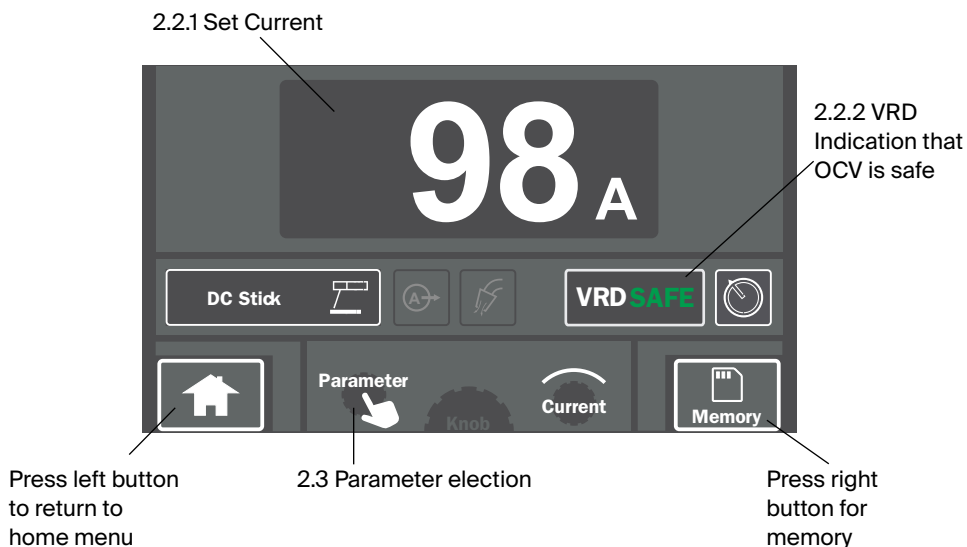 2.2.1 Set Current
98 A
2.2.2 VRD
Indication that
OCV is safe
DC Stick
A
VRD SAFE
Parameter
Knob
Current
Memory
Press left button
to return to
home menu
2.3 Parameter election
Press right
button for
memory